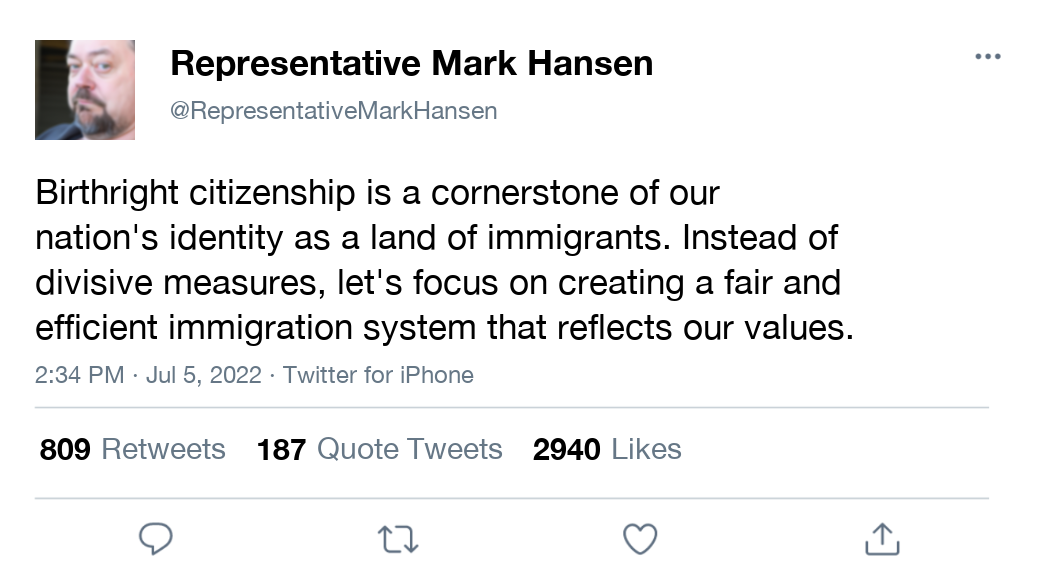 Representative Mark Hansen
@RepresentativeMarkHansen
Birthright citizenship is a cornerstone of our
nation's identity as a land of immigrants. Instead of
divisive measures, let's focus on creating a fair and
efficient immigration system that reflects our values.
2:34 PM · Jul 5, 2022 · Twitter for iPhone
809 Retweets 187 Quote Tweets 2940 Likes